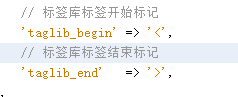 // 标签库标签开始标记
'taglib_begin' => '<',
// 标签库标签结束标记
'taglib_end'   => '>',